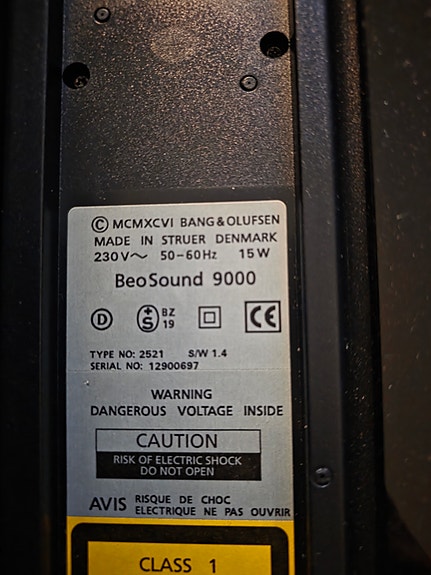 © MCMXCVI BANG & OLUFSEN
MADE IN STRUER DENMARK
230V～ 50-60Hz 15W
BeoSound 9000
D S BZ 19 CE
TYPE NO: 2521 S/W 1.4
SERIAL NO: 12900697
WARNING
DANGEROUS VOLTAGE INSIDE
CAUTION
RISK OF ELECTRIC SHOCK
DO NOT OPEN
AVIS RISQUE DE CHOC
ELECTRIQUE NE PAS OUVRIR
CLASS 1